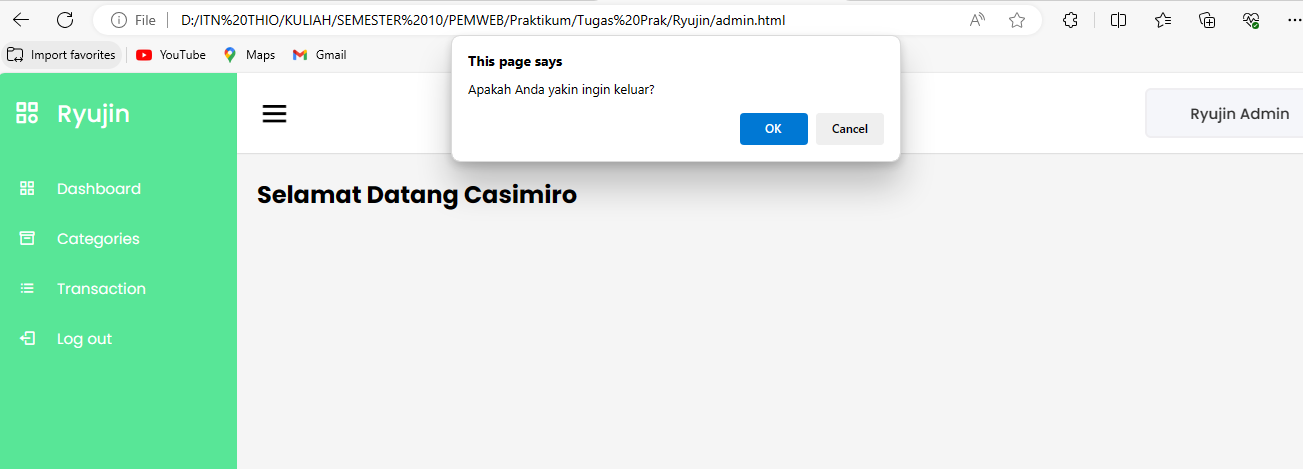 File D:/ITN%20THIO/KULIAH/SEMESTER%2010/PEMWEB/Praktikum/Tugas%20Prak/Ryujin/admin.html
Import favorites YouTube Maps Gmail
This page says
Apakah Anda yakin ingin keluar?
OK Cancel
Ryujin
Ryujin Admin
Selamat Datang Casimiro
Dashboard
Categories
Transaction
Log out